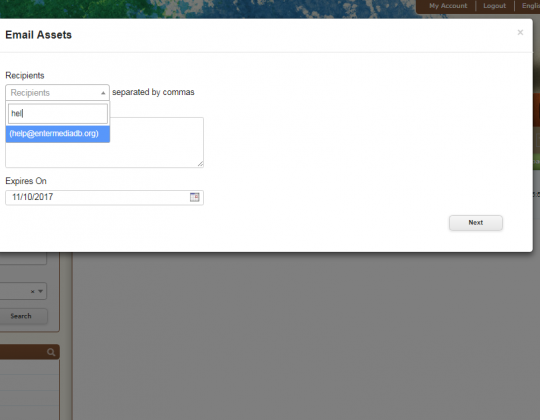 My Account Logout Englis
Email Assets
×
Recipients
Recipients separated by commas
hel
(help@entermediadb.org)
Expires On
11/10/2017
Next
Search